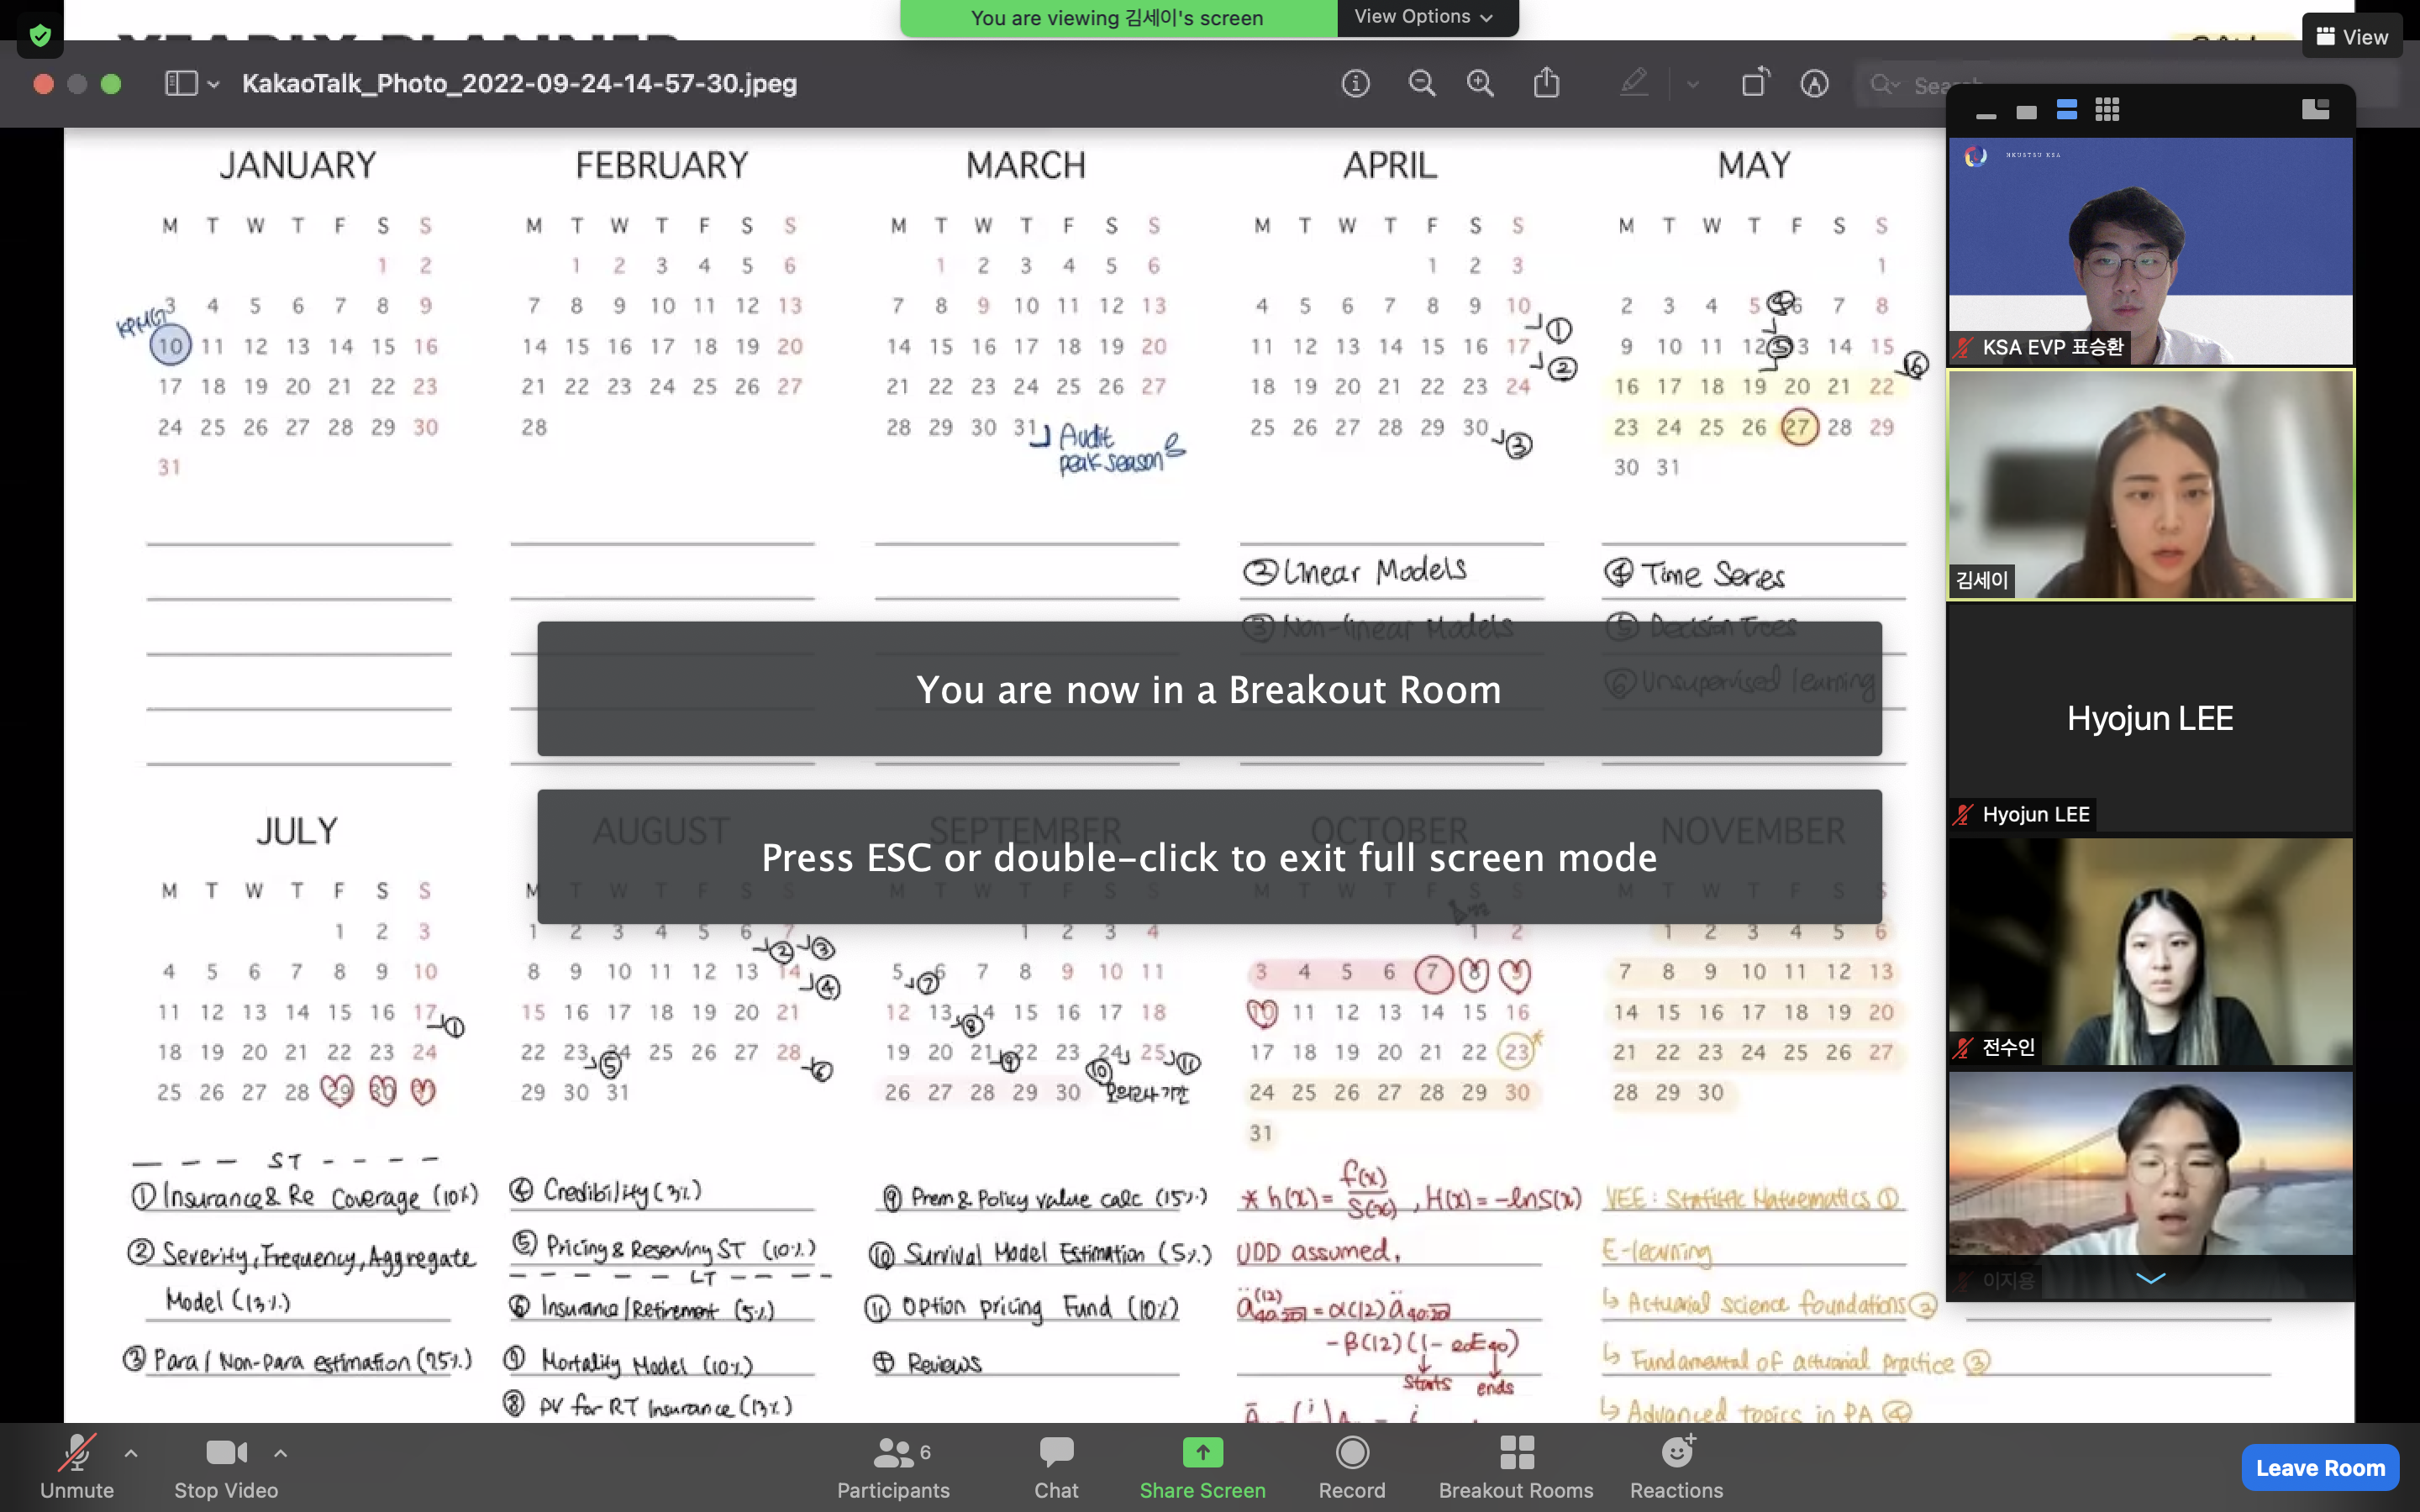 You are viewing 김세이's screen
View Options
YEARLY PLANNER
View
KakaoTalk_Photo_2022-09-24-14-57-30.jpeg
Search
JANUARY FEBRUARY MARCH APRIL MAY
M T W T F S S M T W T F S S M T W T F S S M T W T F S S M T W T F S S
1 2 1 2 3 4 5 6 1 2 3 4 5 6 1 2 3 1
KPMG 3 4 5 6 7 8 9 7 8 9 10 11 12 13 7 8 9 10 11 12 13 4 5 6 7 8 9 10 2 3 4 5 ④ 6 7 8
10 11 12 13 14 15 16 14 15 16 17 18 19 20 14 15 16 17 18 19 20 11 12 13 14 15 16 17 ① 9 10 11 12 ⑤ 13 14 15 ⑥
17 18 19 20 21 22 23 21 22 23 24 25 26 27 21 22 23 24 25 26 27 18 19 20 21 22 23 24 ② 16 17 18 19 20 21 22
24 25 26 27 28 29 30 28 28 29 30 31 25 26 27 28 29 30 ③ 23 24 25 26 27 28 29
Audit
peak season
31 30 31
② Linear Models ④ Time Series
③ Non-linear Models ⑤ Decision Trees
⑥ Unsupervised learning
You are now in a Breakout Room
JULY AUGUST SEPTEMBER OCTOBER NOVEMBER
Press ESC or double-click to exit full screen mode
M T W T F S S M T W T F S S M T W T F S S M T W T F S S
1 2 3 1 2 3 4 5 6 7 ② ③ 1 2 3 4 1 2 1 2 3 4 5 6
4 5 6 7 8 9 10 8 9 10 11 12 13 14 ④ 5 6 ⑦ 7 8 9 10 11 3 4 5 6 7 8 9 7 8 9 10 11 12 13
11 12 13 14 15 16 17 ① 15 16 17 18 19 20 21 12 13 14 ⑧ 15 16 17 18 10 11 12 13 14 15 16 14 15 16 17 18 19 20
18 19 20 21 22 23 24 22 23 24 ⑤ 25 26 27 28 ⑥ 19 20 21 22 ⑨ 23 24 ⑩ 25 ⑪ 17 18 19 20 21 22 23 * 21 22 23 24 25 26 27
25 26 27 28 29 30 31 29 30 31 26 27 28 29 30 모의고사 기간 24 25 26 27 28 29 30 28 29 30
31
ST
① Insurance & Re Coverage (10%)
② Severity, Frequency, Aggregate
Model (13%)
③ Para / Non-para estimation (25%)
④ Credibility (3%)
⑤ Pricing & Reserving ST (10%)
LT
⑥ Insurance / Retirement (5%)
⑦ Mortality Model (10%)
⑧ PV for RT Insurance (13%)
⑨ Prem & Policy value calc (15%)
⑩ Survival Model Estimation (5%)
⑪ Option pricing Fund (10%)
⊕ Reviews
* h(x) = f(x)/S(x) , H(x) = -lnS(x)
UDD assumed,
ä(12) 40:20 = α(12) ä 40:20
- β(12) (1 - 20E40)
starts ends
VEE : Statistic Mathematics ①
E-learning
↳ Actuarial science foundations ②
↳ Fundamental of actuarial practice ③
↳ Advanced topics in PA ④
HKUSTSU KSA
KSA EVP 표승환
김세이
Hyojun LEE
Hyojun LEE
전수인
이지용
Unmute
Stop Video
6
Participants
Chat
Share Screen
Record
Breakout Rooms
Reactions
Leave Room